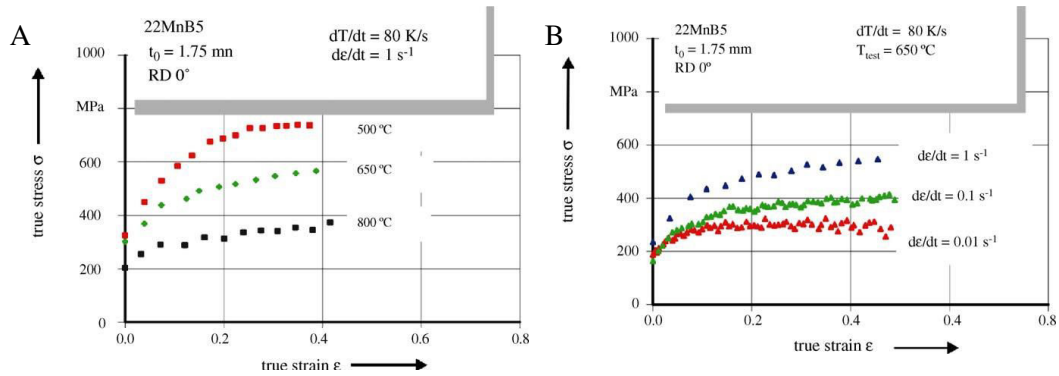 A
22MnB5
t₀ = 1.75 mn
RD 0°
dT/dt = 80 K/s
dε/dt = 1 s⁻¹
1000
MPa
600
400
200
0
true stress σ
500 ºC
650 ºC
800 ºC
0.0 0.2 0.4 0.6 0.8
true strain ε
B
22MnB5
t₀ = 1.75 mm
RD 0º
dT/dt = 80 K/s
T_test = 650 ºC
1000
MPa
600
400
200
0
true stress σ
dε/dt = 1 s⁻¹
dε/dt = 0.1 s⁻¹
dε/dt = 0.01 s⁻¹
0.0 0.2 0.4 0.6 0.8
true strain ε